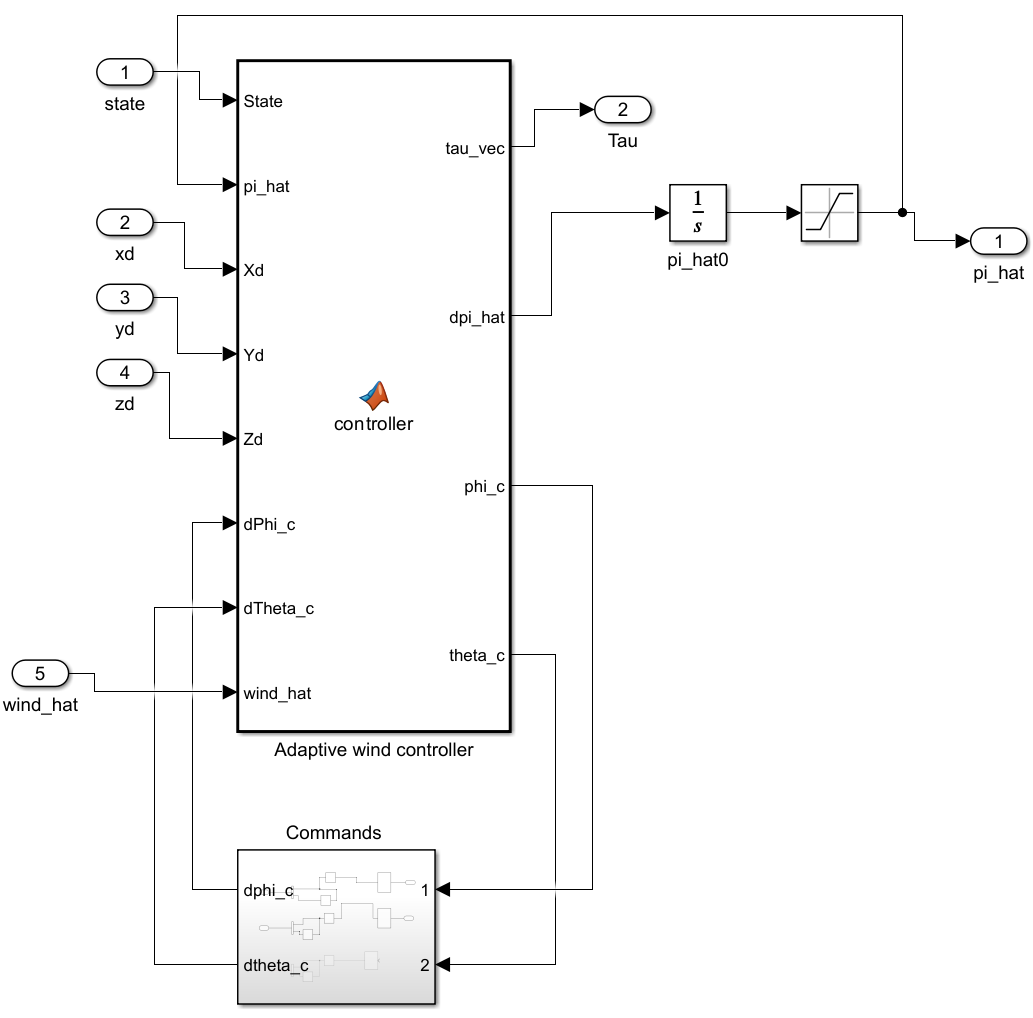 1
state
State
tau_vec
2
Tau
pi_hat
2
xd
Xd
1
s
pi_hat0
1
pi_hat
3
yd
Yd
dpi_hat
4
zd
Zd
controller
phi_c
dPhi_c
dTheta_c
theta_c
5
wind_hat
wind_hat
Adaptive wind controller
Commands
dphi_c
1
dtheta_c
2